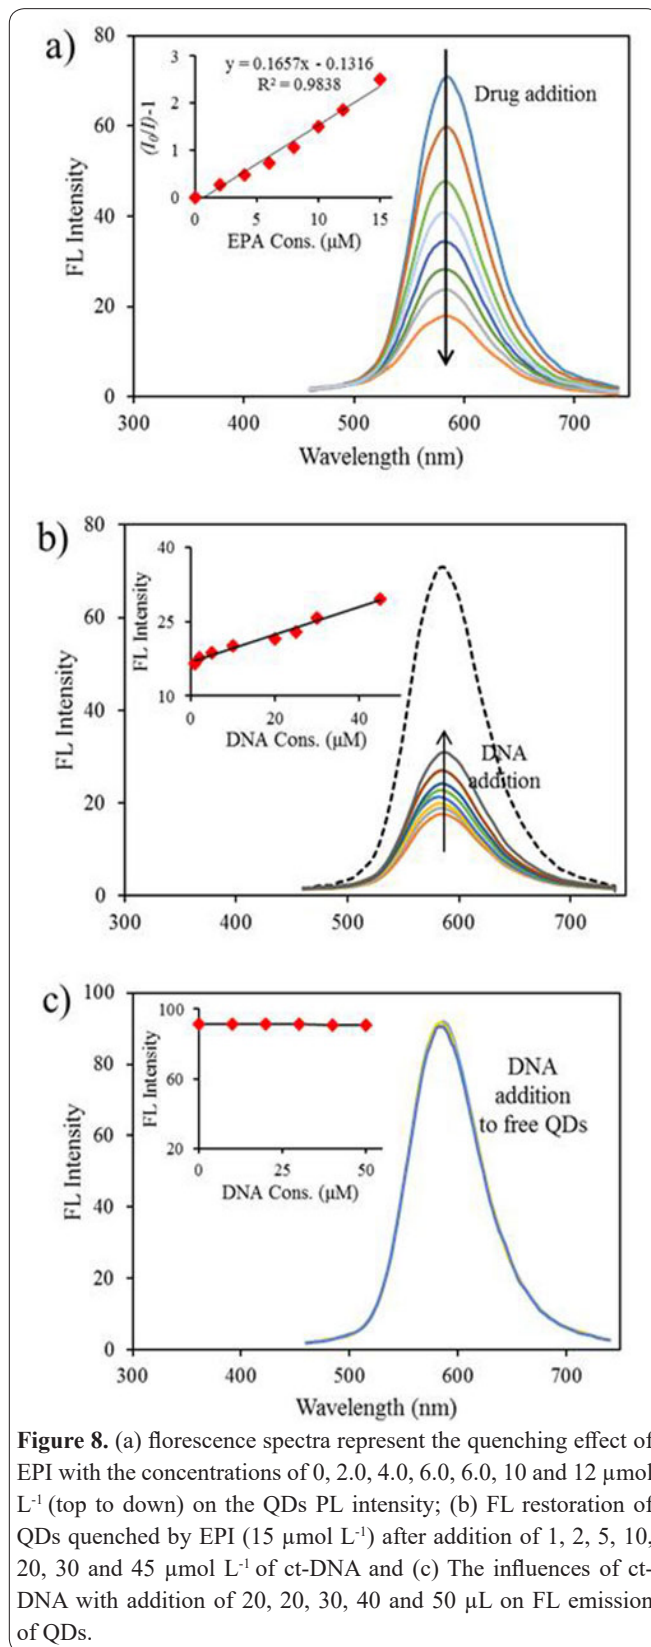 a)
80
60
40
20
0
FL Intensity
300
400
500
600
700
Wavelength (nm)
Drug addition
y = 0.1657x - 0.1316
R² = 0.9838
3
2
1
0
(I₀/I)-1
0
5
10
15
EPA Cons. (µM)
b)
80
60
40
20
0
FL Intensity
300
400
500
600
700
DNA
addition
40
25
10
FL Intensity
0
20
40
DNA Cons. (µM)
c)
100
80
60
40
20
0
FL Intensity
300
400
500
600
700
Wavelength (nm)
DNA
addition
to free QDs
100
60
20
FL Intensity
0
25
50
DNA Cons. (µM)
Figure 8. (a) florescence spectra represent the quenching effect of
EPI with the concentrations of 0, 2.0, 4.0, 6.0, 6.0, 10 and 12 µmol
L⁻¹ (top to down) on the QDs PL intensity; (b) FL restoration of
QDs quenched by EPI (15 µmol L⁻¹) after addition of 1, 2, 5, 10,
20, 30 and 45 µmol L⁻¹ of ct-DNA and (c) The influences of ct-
DNA with addition of 20, 20, 30, 40 and 50 µL on FL emission
of QDs.